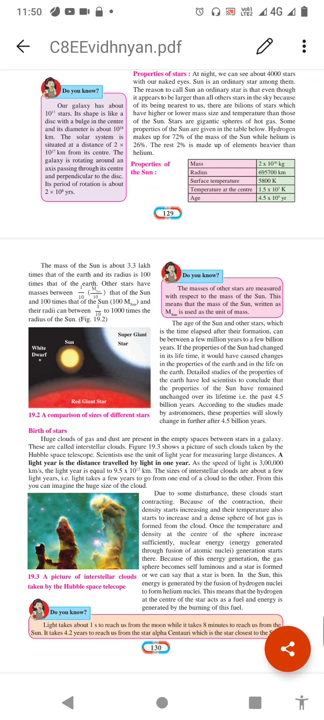 11:50
4G
C8EEvidhnyan.pdf
Properties of stars : At night, we can see about 4000 stars
with our naked eyes. Sun is an ordinary star among them.
The reason to call Sun an ordinary star is that even though
it appears to be larger than all others stars in the sky because
of its being nearest to us, there are bilions of stars which
have higher or lower mass size and temperature than those
of the Sun. Stars are gigantic spheres of hot gas. Some
properties of the Sun are given in the table below. Hydrogen
makes up for 72% of the mass of the Sun while helium is
26%. The rest 2% is made up of elements heavier than
helium.
Do you know?
Our galaxy has about
10¹¹ stars. Its shape is like a
disc with a bulge in the centre
and its diameter is about 10¹⁸
km. The solar system is
situated at a distance of 2 ×
10¹⁷ km from its centre. The
galaxy is rotating around an
axis passing through its centre
and perpendicular to the disc.
Its period of rotation is about
2 × 10⁸ yrs.
Properties of
the Sun :
Mass 2 x 10³⁰ kg
Radius 695700 km
Surface temperature 5800 K
Temperature at the centre 1.5 x 10⁷ K
Age 4.5 x 10⁹ yr
129
The mass of the Sun is about 3.3 lakh
times that of the earth and its radius is 100
times that of the earth. Other stars have
masses between 1/10 (M sun/10) that of the Sun
and 100 times that of the Sun (100 Mₛᵤₙ) and
their radii can be between 1/10 to 1000 times the
radius of the Sun. (Fig. 19.2)
White
Dwarf
Sun
Super Giant
Star
Red Giant Star
19.2 A comparison of sizes of different stars
Do you know?
The masses of other stars are measured
with respect to the mass of the Sun. This
means that the mass of the Sun, written as
Mₛᵤₙ is used as the unit of mass.
The age of the Sun and other stars, which
is the time elapsed after their formation, can
be between a few million years to a few billion
years. If the properties of the Sun had changed
in its life time, it would have caused changes
in the properties of the earth and in the life on
the earth. Detailed studies of the properties of
the earth have led scientists to conclude that
the properties of the Sun have remained
unchanged over its lifetime i.e. the past 4.5
billion years. According to the studies made
by astronomers, these properties will slowly
change in further after 4.5 billion years.
Birth of stars
Huge clouds of gas and dust are present in the empty spaces between stars in a galaxy.
These are called interstellar clouds. Figure 19.3 shows a picture of such clouds taken by the
Hubble space telescope. Scientists use the unit of light year for measuring large distances. A
light year is the distance travelled by light in one year. As the speed of light is 3,00,000
km/s, the light year is equal to 9.5 x 10¹² km. The sizes of interstellar clouds are about a few
light years, i.e. light takes a few years to go from one end of a cloud to the other. From this
you can imagine the huge size of the cloud.
Due to some disturbance, these clouds start
contracting. Because of the contraction, their
density starts increasing and their temperature also
starts to increase and a dense sphere of hot gas is
formed from the cloud. Once the temperature and
density at the centre of the sphere increase
sufficiently, nuclear energy (energy generated
through fusion of atomic nuclei) generation starts
there. Because of this energy generation, the gas
sphere becomes self luminous and a star is formed
or we can say that a star is born. In the Sun, this
energy is generated by the fusion of hydrogen nuclei
to form helium nuclei. This means that the hydrogen
at the centre of the star acts as a fuel and energy is
generated by the burning of this fuel.
19.3 A picture of interstellar clouds
taken by the Hubble space telecope
Do you know?
Light takes about 1 s to reach us from the moon while it takes 8 minutes to reach us from the
Sun. It takes 4.2 years to reach us from the star alpha Centauri which is the star closest to the
130